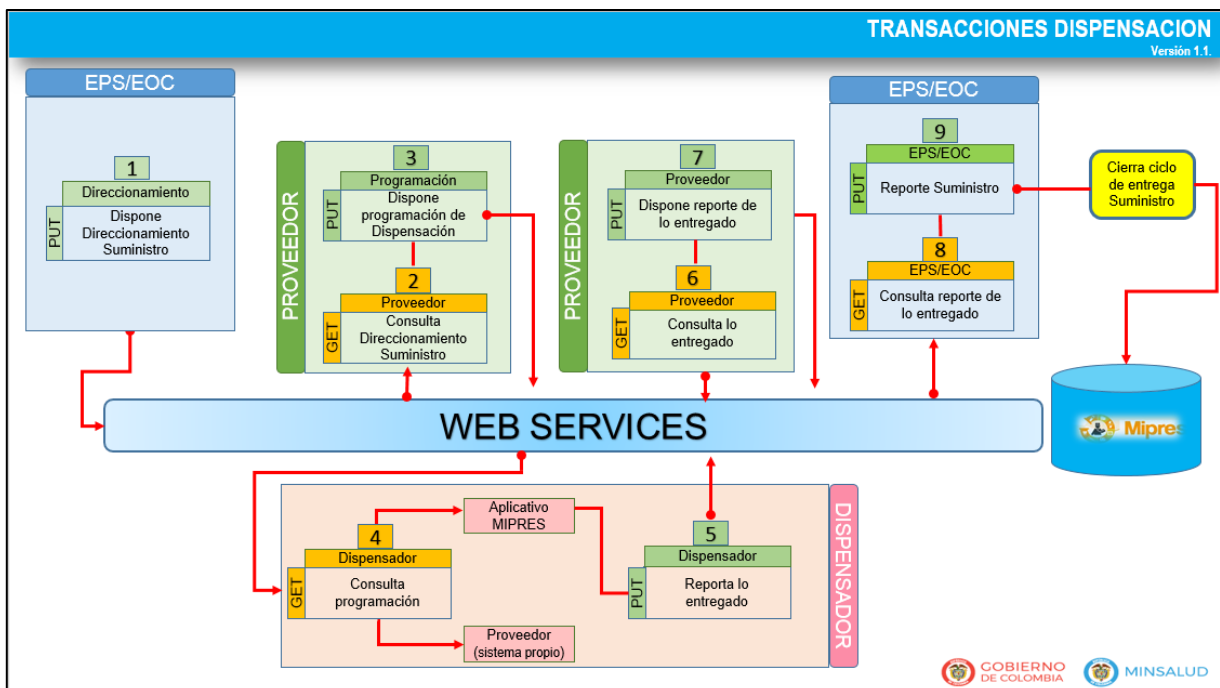 TRANSACCIONES DISPENSACION
Versión 1.1.
EPS/EOC
1
Direccionamiento
PUT
Dispone
Direccionamiento
Suministro
PROVEEDOR
3
Programación
PUT
Dispone
programación de
Dispensación
2
Proveedor
GET
Consulta
Direccionamiento
Suministro
PROVEEDOR
7
Proveedor
PUT
Dispone reporte de
lo entregado
6
Proveedor
GET
Consulta lo
entregado
EPS/EOC
9
EPS/EOC
PUT
Reporte Suministro
8
EPS/EOC
GET
Consulta reporte de
lo entregado
Cierra ciclo
de entrega
Suministro
Mipres
WEB SERVICES
4
Dispensador
GET
Consulta
programación
Aplicativo
MIPRES
Proveedor
(sistema propio)
5
Dispensador
PUT
Reporta lo
entregado
DISPENSADOR
GOBIERNO
DE COLOMBIA
MINSALUD